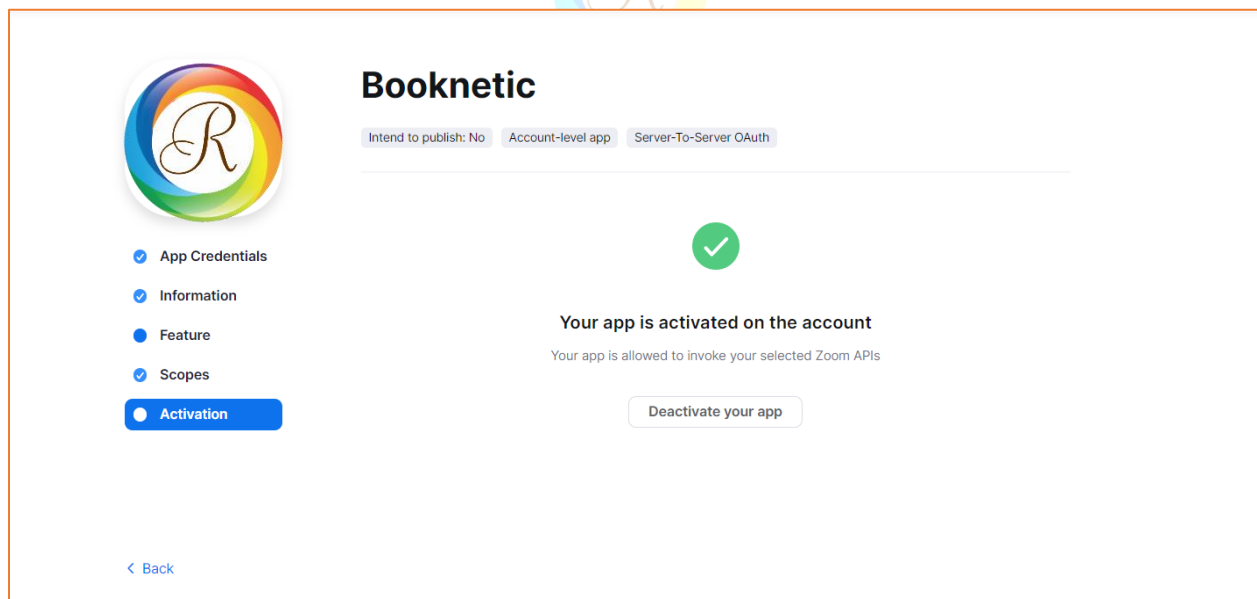 R
Booknetic
Intend to publish: No Account-level app Server-To-Server OAuth
App Credentials
Information
Feature
Scopes
Activation
Your app is activated on the account
Your app is allowed to invoke your selected Zoom APIs
Deactivate your app
Back